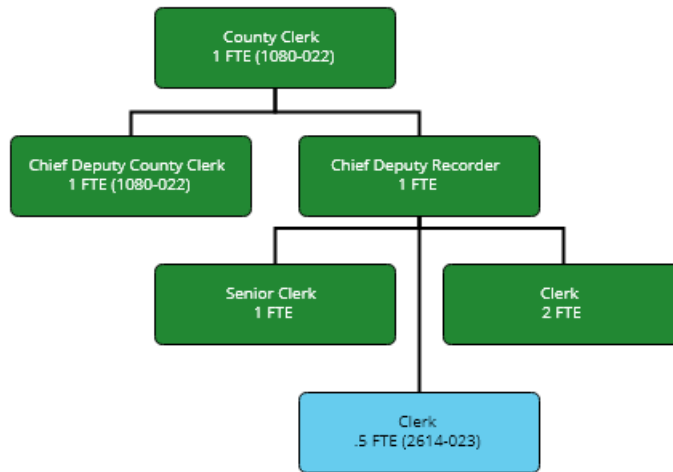 County Clerk
1 FTE (1080-022)
Chief Deputy County Clerk
1 FTE (1080-022)
Chief Deputy Recorder
1 FTE
Senior Clerk
1 FTE
Clerk
2 FTE
Clerk
.5 FTE (2614-023)